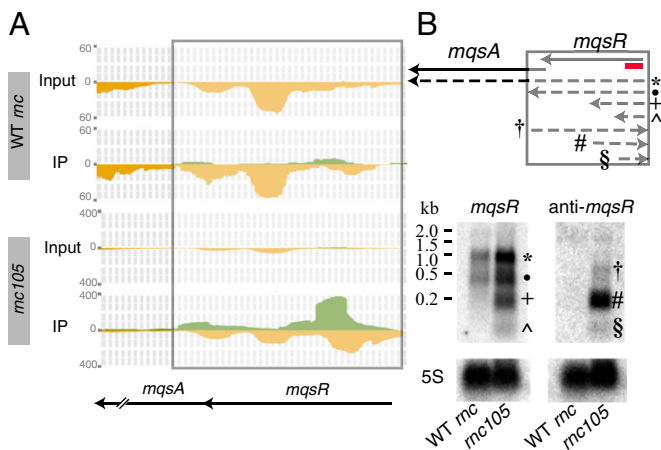 A
60
Input
0
60
60
IP
0
60
WT rnc
400
Input
0
400
400
IP
0
400
rnc105
mqsA
mqsR
B
mqsR
mqsA
*
•
+
^
†
#
§
kb
mqsR
anti-mqsR
2.0
1.5
1.0
0.5
0.2
*
•
+
^
†
#
§
5S
WT rnc
rnc105
WT rnc
rnc105